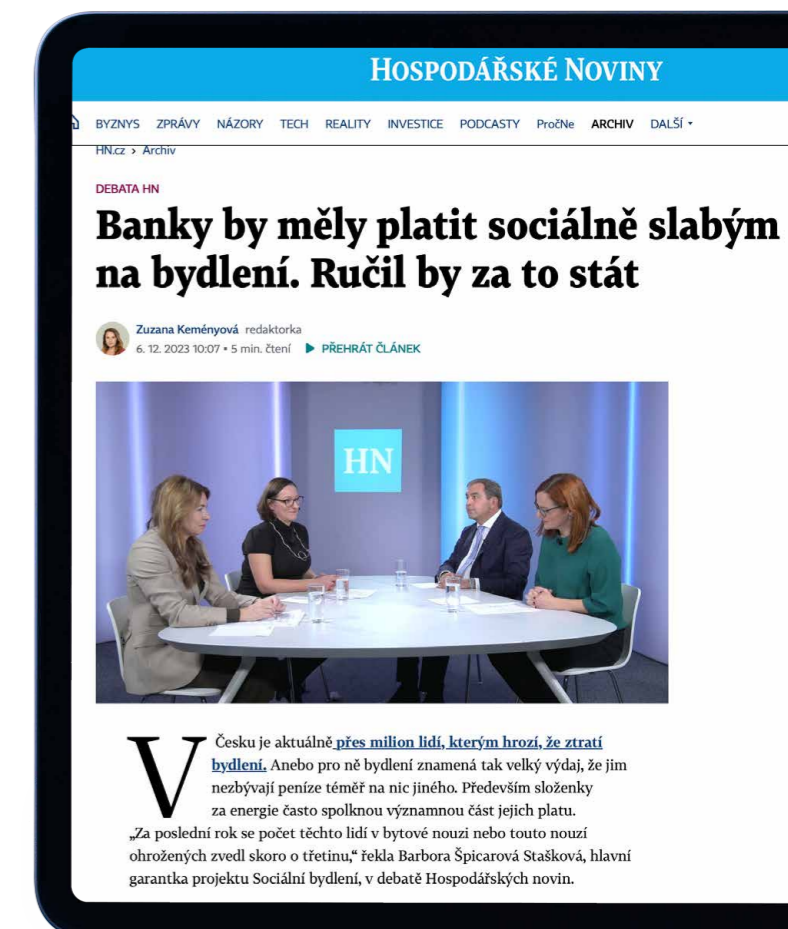 HOSPODÁŘSKÉ NOVINY
BYZNYS ZPRÁVY NÁZORY TECH REALITY INVESTICE PODCASTY PročNe ARCHIV DALŠÍ
HN.cz › Archiv
DEBATA HN
Banky by měly platit sociálně slabým
na bydlení. Ručil by za to stát
Zuzana Keményová redaktorka
6. 12. 2023 10:07 • 5 min. čtení ▶ PŘEHRÁT ČLÁNEK
HN
V Česku je aktuálně přes milion lidí, kterým hrozí, že ztratí
bydlení. Anebo pro ně bydlení znamená tak velký výdaj, že jim
nezbývají peníze téměř na nic jiného. Především složenky
za energie často spolknou významnou část jejich platu.
„Za poslední rok se počet těchto lidí v bytové nouzi nebo touto nouzí
ohrožených zvedl skoro o třetinu,“ řekla Barbora Špicarová Stašková, hlavní
garantka projektu Sociální bydlení, v debatě Hospodářských novin.